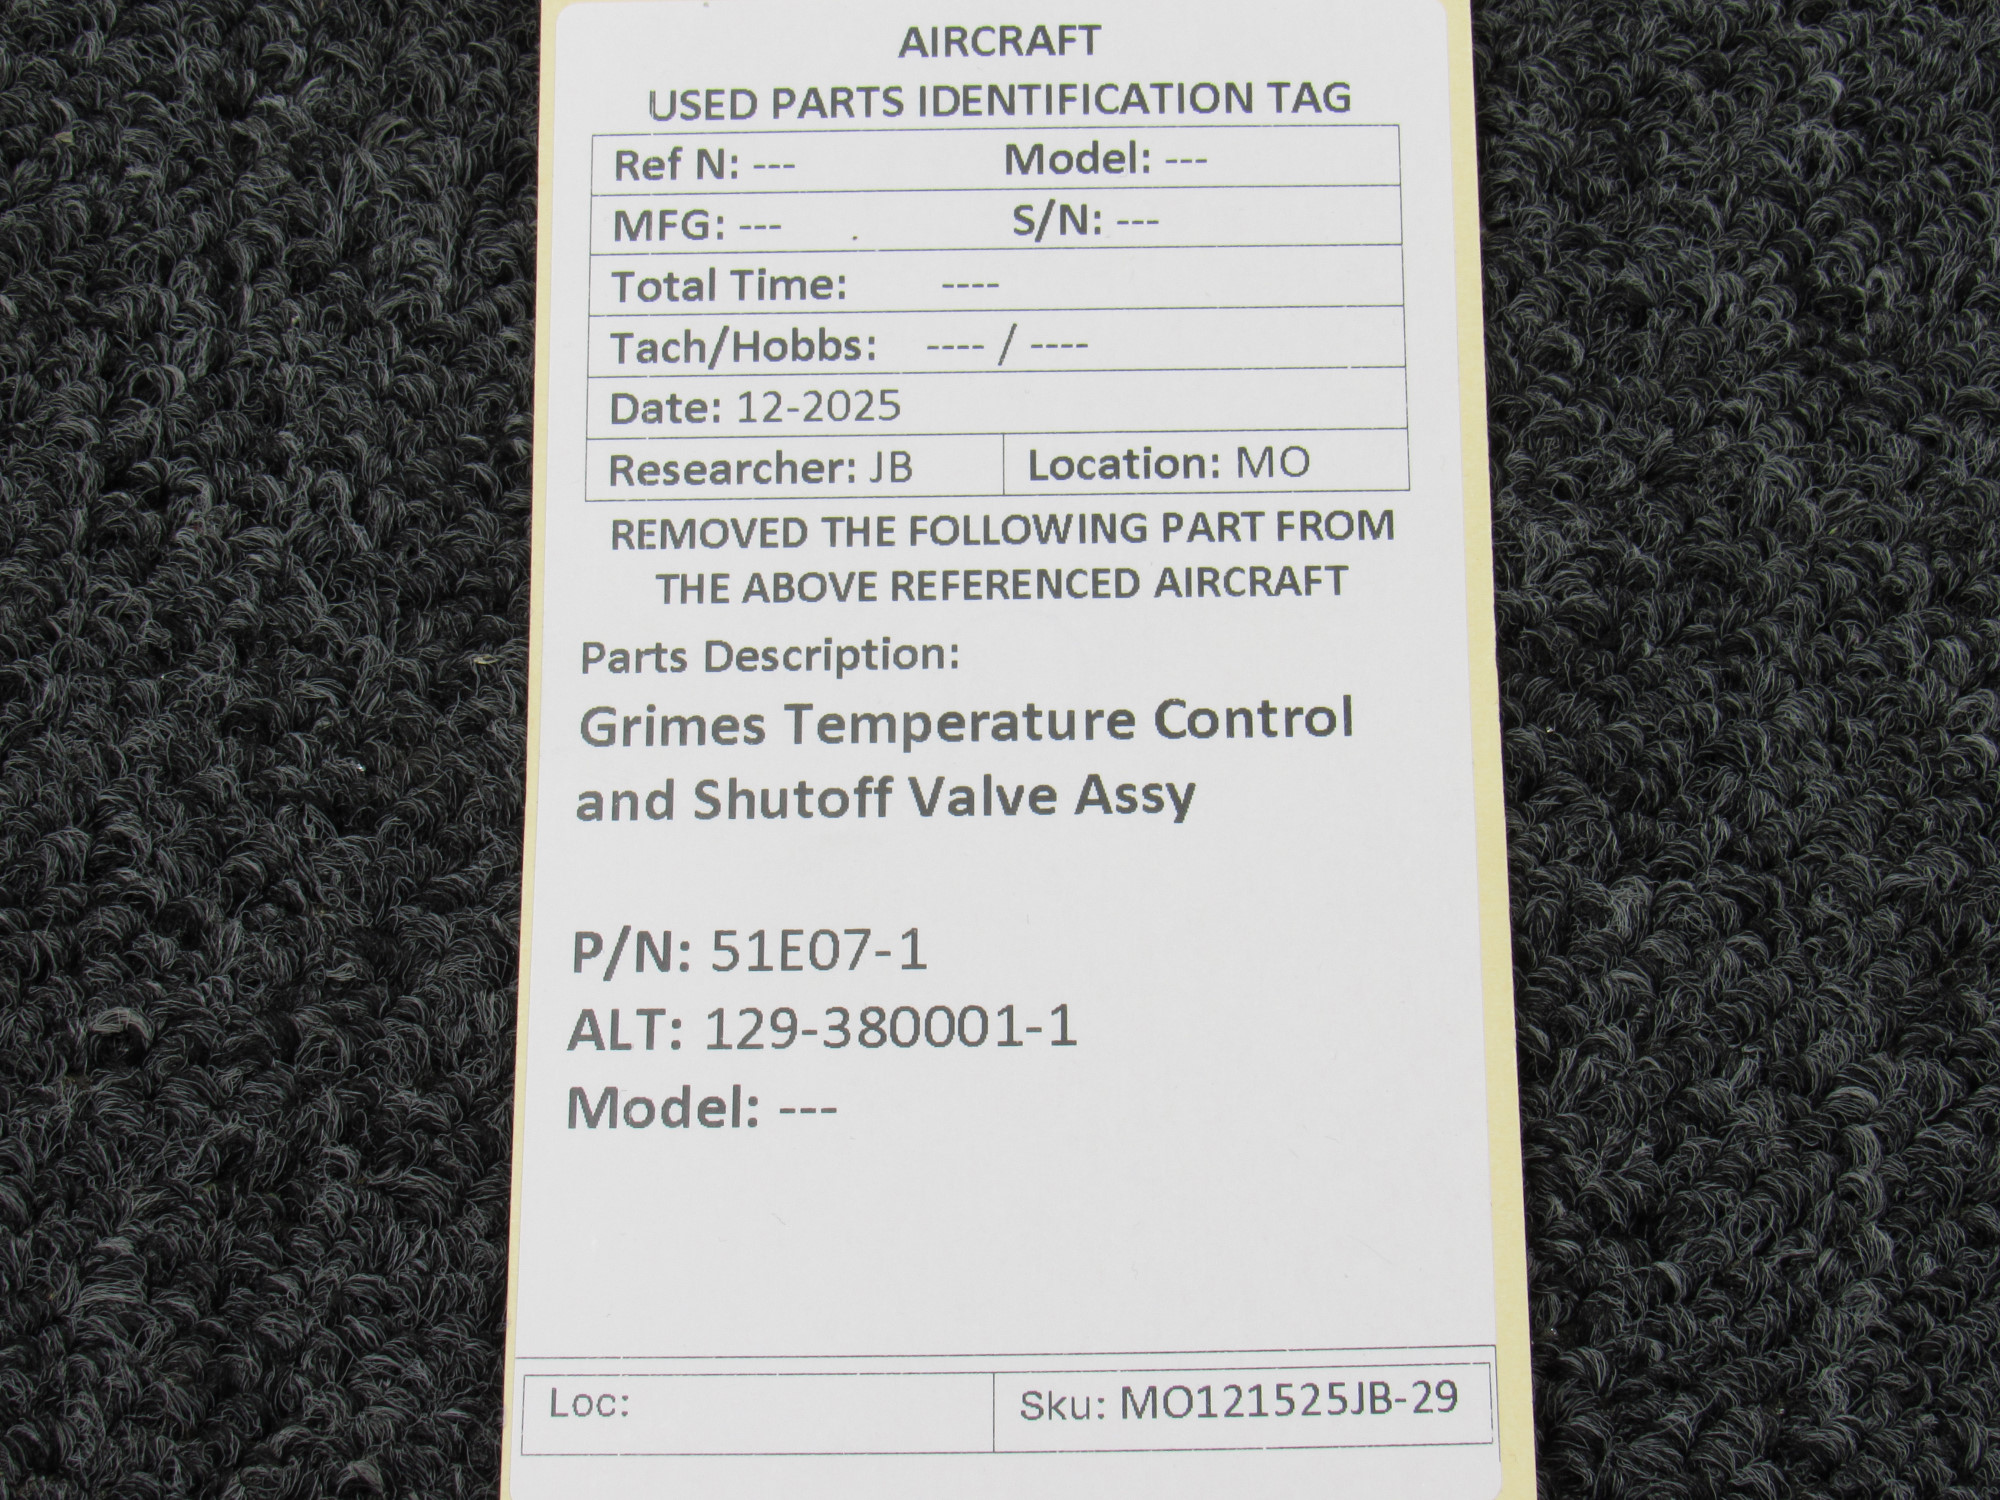 AIRCRAFT
USED PARTS IDENTIFICATION TAG
Ref N: --- Model: ---
MFG: --- S/N: ---
Total Time: ----
Tach/Hobbs: ---- / ----
Date: 12-2025
Researcher: JB Location: MO
REMOVED THE FOLLOWING PART FROM
THE ABOVE REFERENCED AIRCRAFT
Parts Description:
Grimes Temperature Control
and Shutoff Valve Assy
P/N: 51E07-1
ALT: 129-380001-1
Model: ---
Loc: Sku: MO121525JB-29